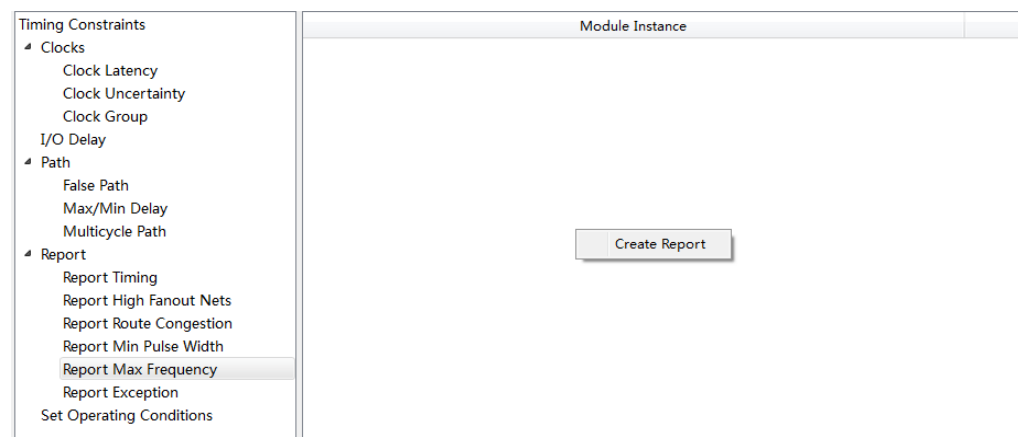 Timing Constraints
Clocks
Clock Latency
Clock Uncertainty
Clock Group
I/O Delay
Path
False Path
Max/Min Delay
Multicycle Path
Report
Report Timing
Report High Fanout Nets
Report Route Congestion
Report Min Pulse Width
Report Max Frequency
Report Exception
Set Operating Conditions
Module Instance
Create Report